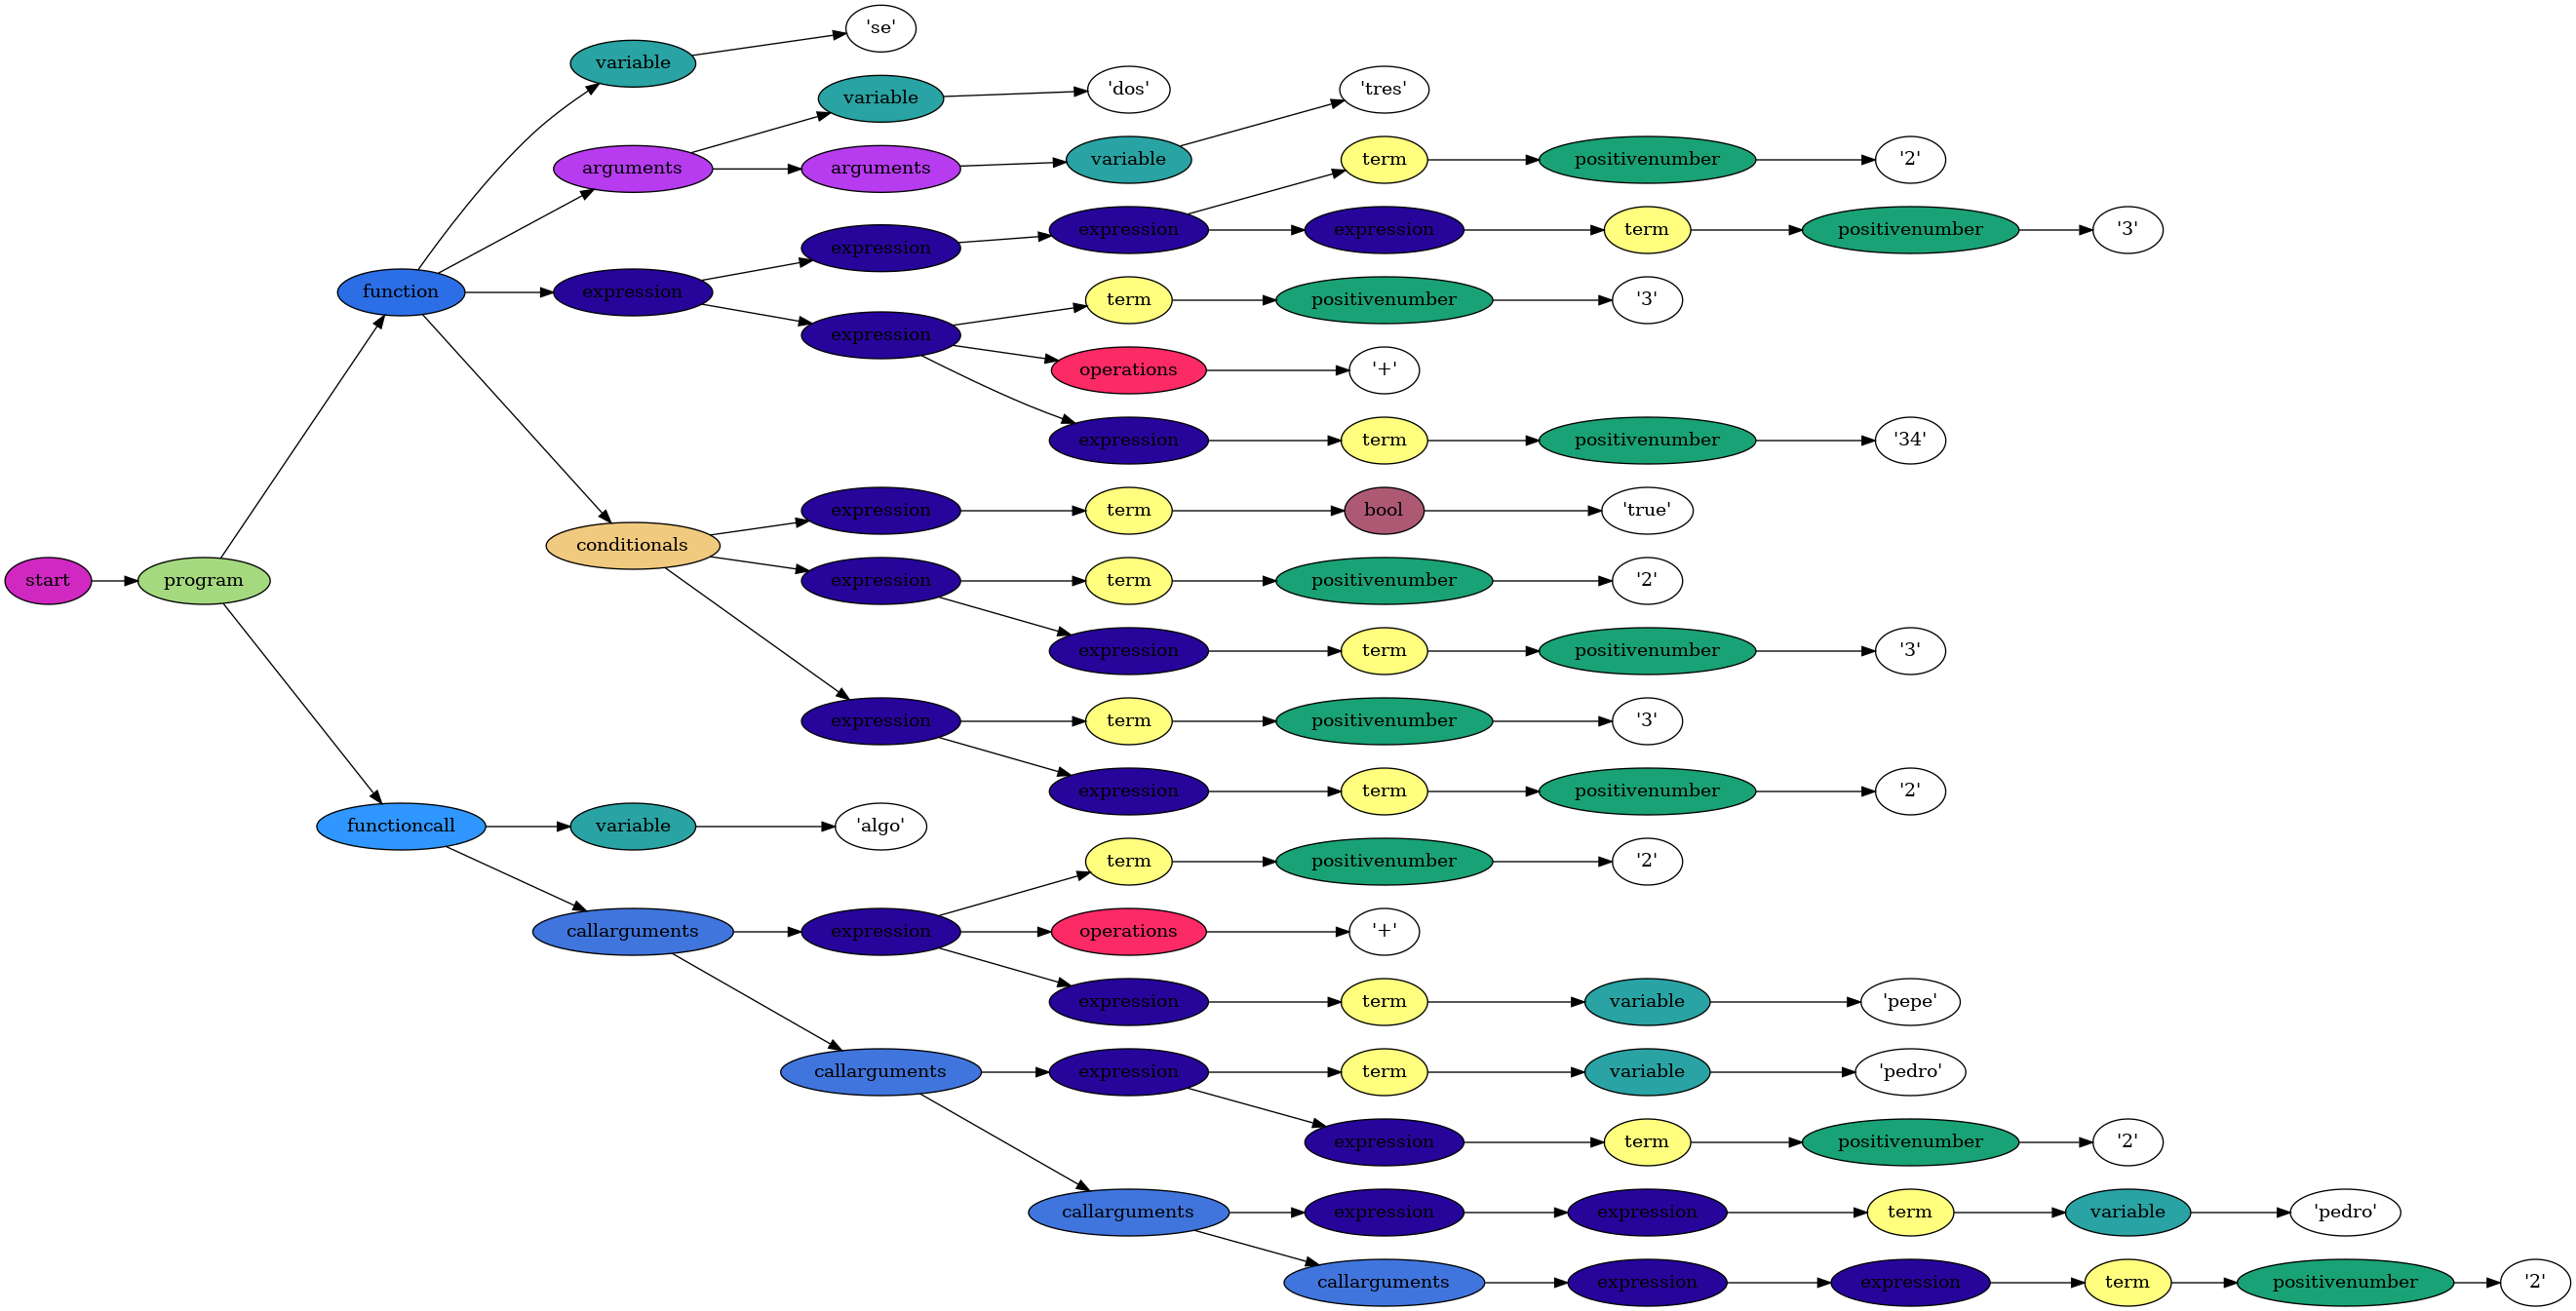 'se'
variable
'dos'
'tres'
variable
variable
term
positivenumber
'2'
arguments
arguments
expression
expression
term
positivenumber
'3'
expression
function
expression
term
positivenumber
'3'
expression
operations
'+'
expression
term
positivenumber
'34'
expression
term
bool
'true'
conditionals
start
program
expression
term
positivenumber
'2'
expression
term
positivenumber
'3'
expression
term
positivenumber
'3'
expression
term
positivenumber
'2'
functioncall
variable
'algo'
term
positivenumber
'2'
callarguments
expression
operations
'+'
expression
term
variable
'pepe'
callarguments
expression
term
variable
'pedro'
expression
term
positivenumber
'2'
callarguments
expression
expression
term
variable
'pedro'
callarguments
expression
expression
term
positivenumber
'2'